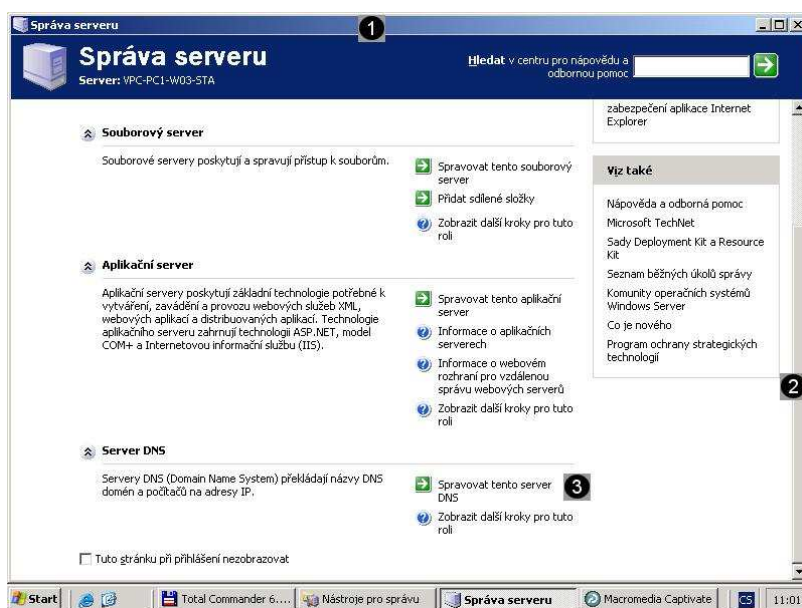 Správa serveru
1
Správa serveru
Server: VPC-PC1-W03-STA
Hledat v centru pro nápovědu a
odbornou pomoc
zabezpečení aplikace Internet
Explorer
Souborový server
Souborové servery poskytují a spravují přístup k souborům.
Spravovat tento souborový
server
Přidat sdílené složky
Zobrazit další kroky pro tuto
roli
Viz také
Nápověda a odborná pomoc
Microsoft TechNet
Sady Deployment Kit a Resource
Kit
Seznam běžných úkolů správy
Komunity operačních systémů
Windows Server
Co je nového
Program ochrany strategických
technologií
2
Aplikační server
Aplikační servery poskytují základní technologie potřebné k
vytváření, zavádění a provozu webových služeb XML,
webových aplikací a distribuovaných aplikací. Technologie
aplikačního serveru zahrnují technologii ASP.NET, model
COM+ a Internetovou informační službu (IIS).
Spravovat tento aplikační
server
Informace o aplikačních
serverech
Informace o webovém
rozhraní pro vzdálenou
správu webových serverů
Zobrazit další kroky pro tuto
roli
Server DNS
Servery DNS (Domain Name System) překládají názvy DNS
domén a počítačů na adresy IP.
Spravovat tento server
DNS
3
Zobrazit další kroky pro tuto
roli
Tuto stránku při přihlášení nezobrazovat
Start
Total Commander 6....
Nástroje pro správu
Správa serveru
Macromedia Captivate
CS
11:01